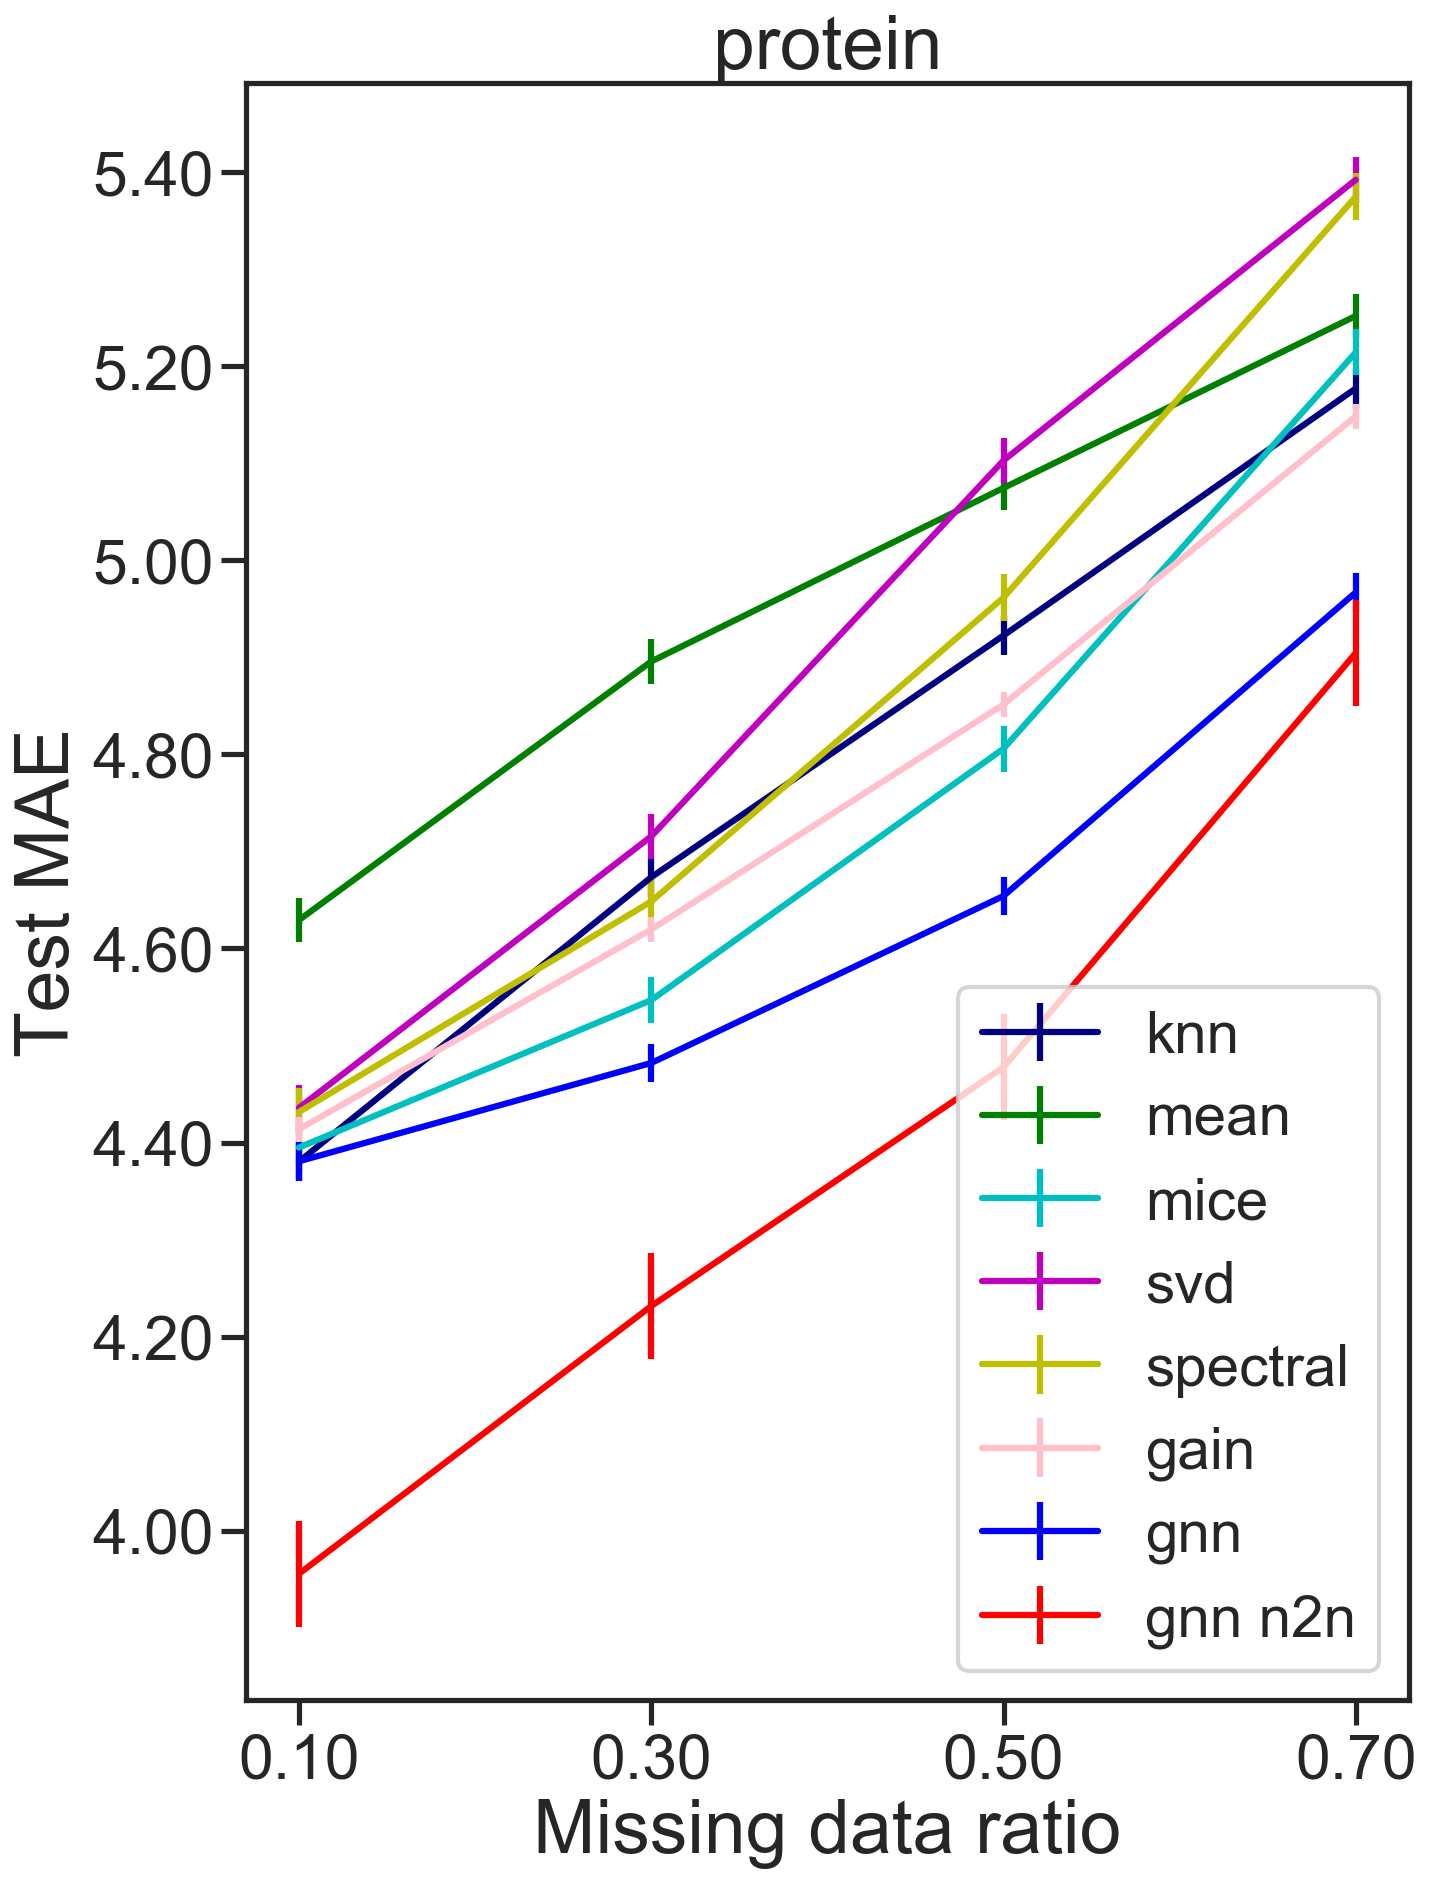 protein
5.40
5.20
5.00
4.80
4.60
4.40
4.20
4.00
Test MAE
0.10 0.30 0.50 0.70
Missing data ratio
knn
mean
mice
svd
spectral
gain
gnn
gnn n2n